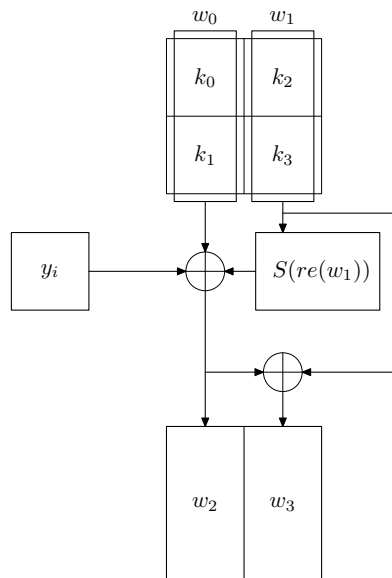 w₀ w₁
k₀ k₂
k₁ k₃
yᵢ S(re(w₁))
w₂ w₃